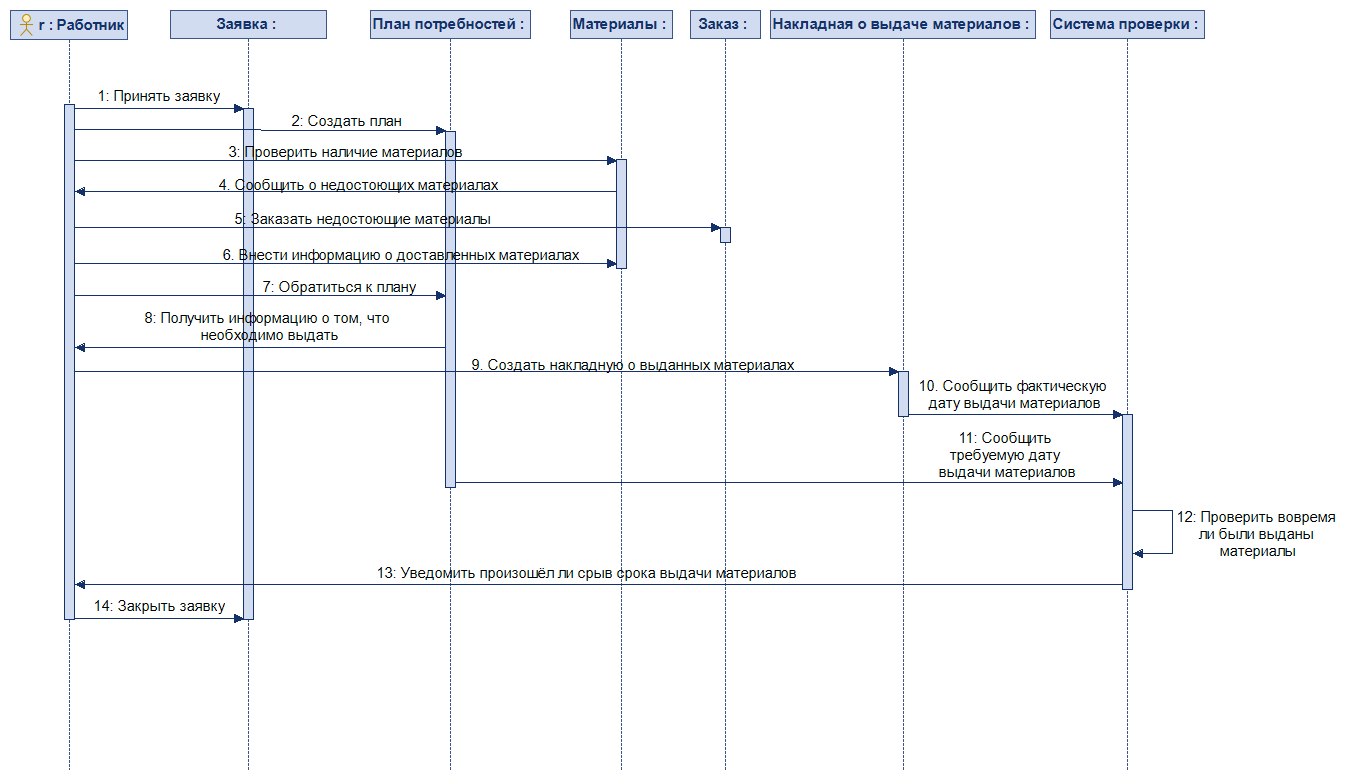 r : Работник
Заявка :
План потребностей :
Материалы :
Заказ :
Накладная о выдаче материалов :
Система проверки :
1: Принять заявку
2: Создать план
3: Проверить наличие материалов
4. Сообщить о недостоющих материалах
5: Заказать недостоющие материалы
6. Внести информацию о доставленных материалах
7: Обратиться к плану
8: Получить информацию о том, что
необходимо выдать
9. Создать накладную о выданных материалах
10. Сообщить фактическую
дату выдачи материалов
11: Сообщить
требуемую дату
выдачи материалов
12: Проверить вовремя
ли были выданы
материалы
13: Уведомить произошёл ли срыв срока выдачи материалов
14: Закрыть заявку